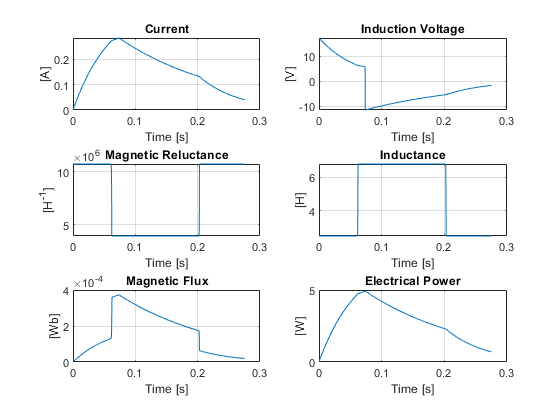 Current
[A]
0.2
0.1
0
0 0.1 0.2 0.3
Time [s]
Induction Voltage
[V]
10
0
-10
0 0.1 0.2 0.3
Time [s]
×10⁶ Magnetic Reluctance
[H⁻¹]
10
5
0 0.1 0.2 0.3
Time [s]
Inductance
[H]
6
4
0 0.1 0.2 0.3
Time [s]
×10⁻⁴ Magnetic Flux
[Wb]
4
2
0
0 0.1 0.2 0.3
Time [s]
Electrical Power
[W]
5
0
0 0.1 0.2 0.3
Time [s]